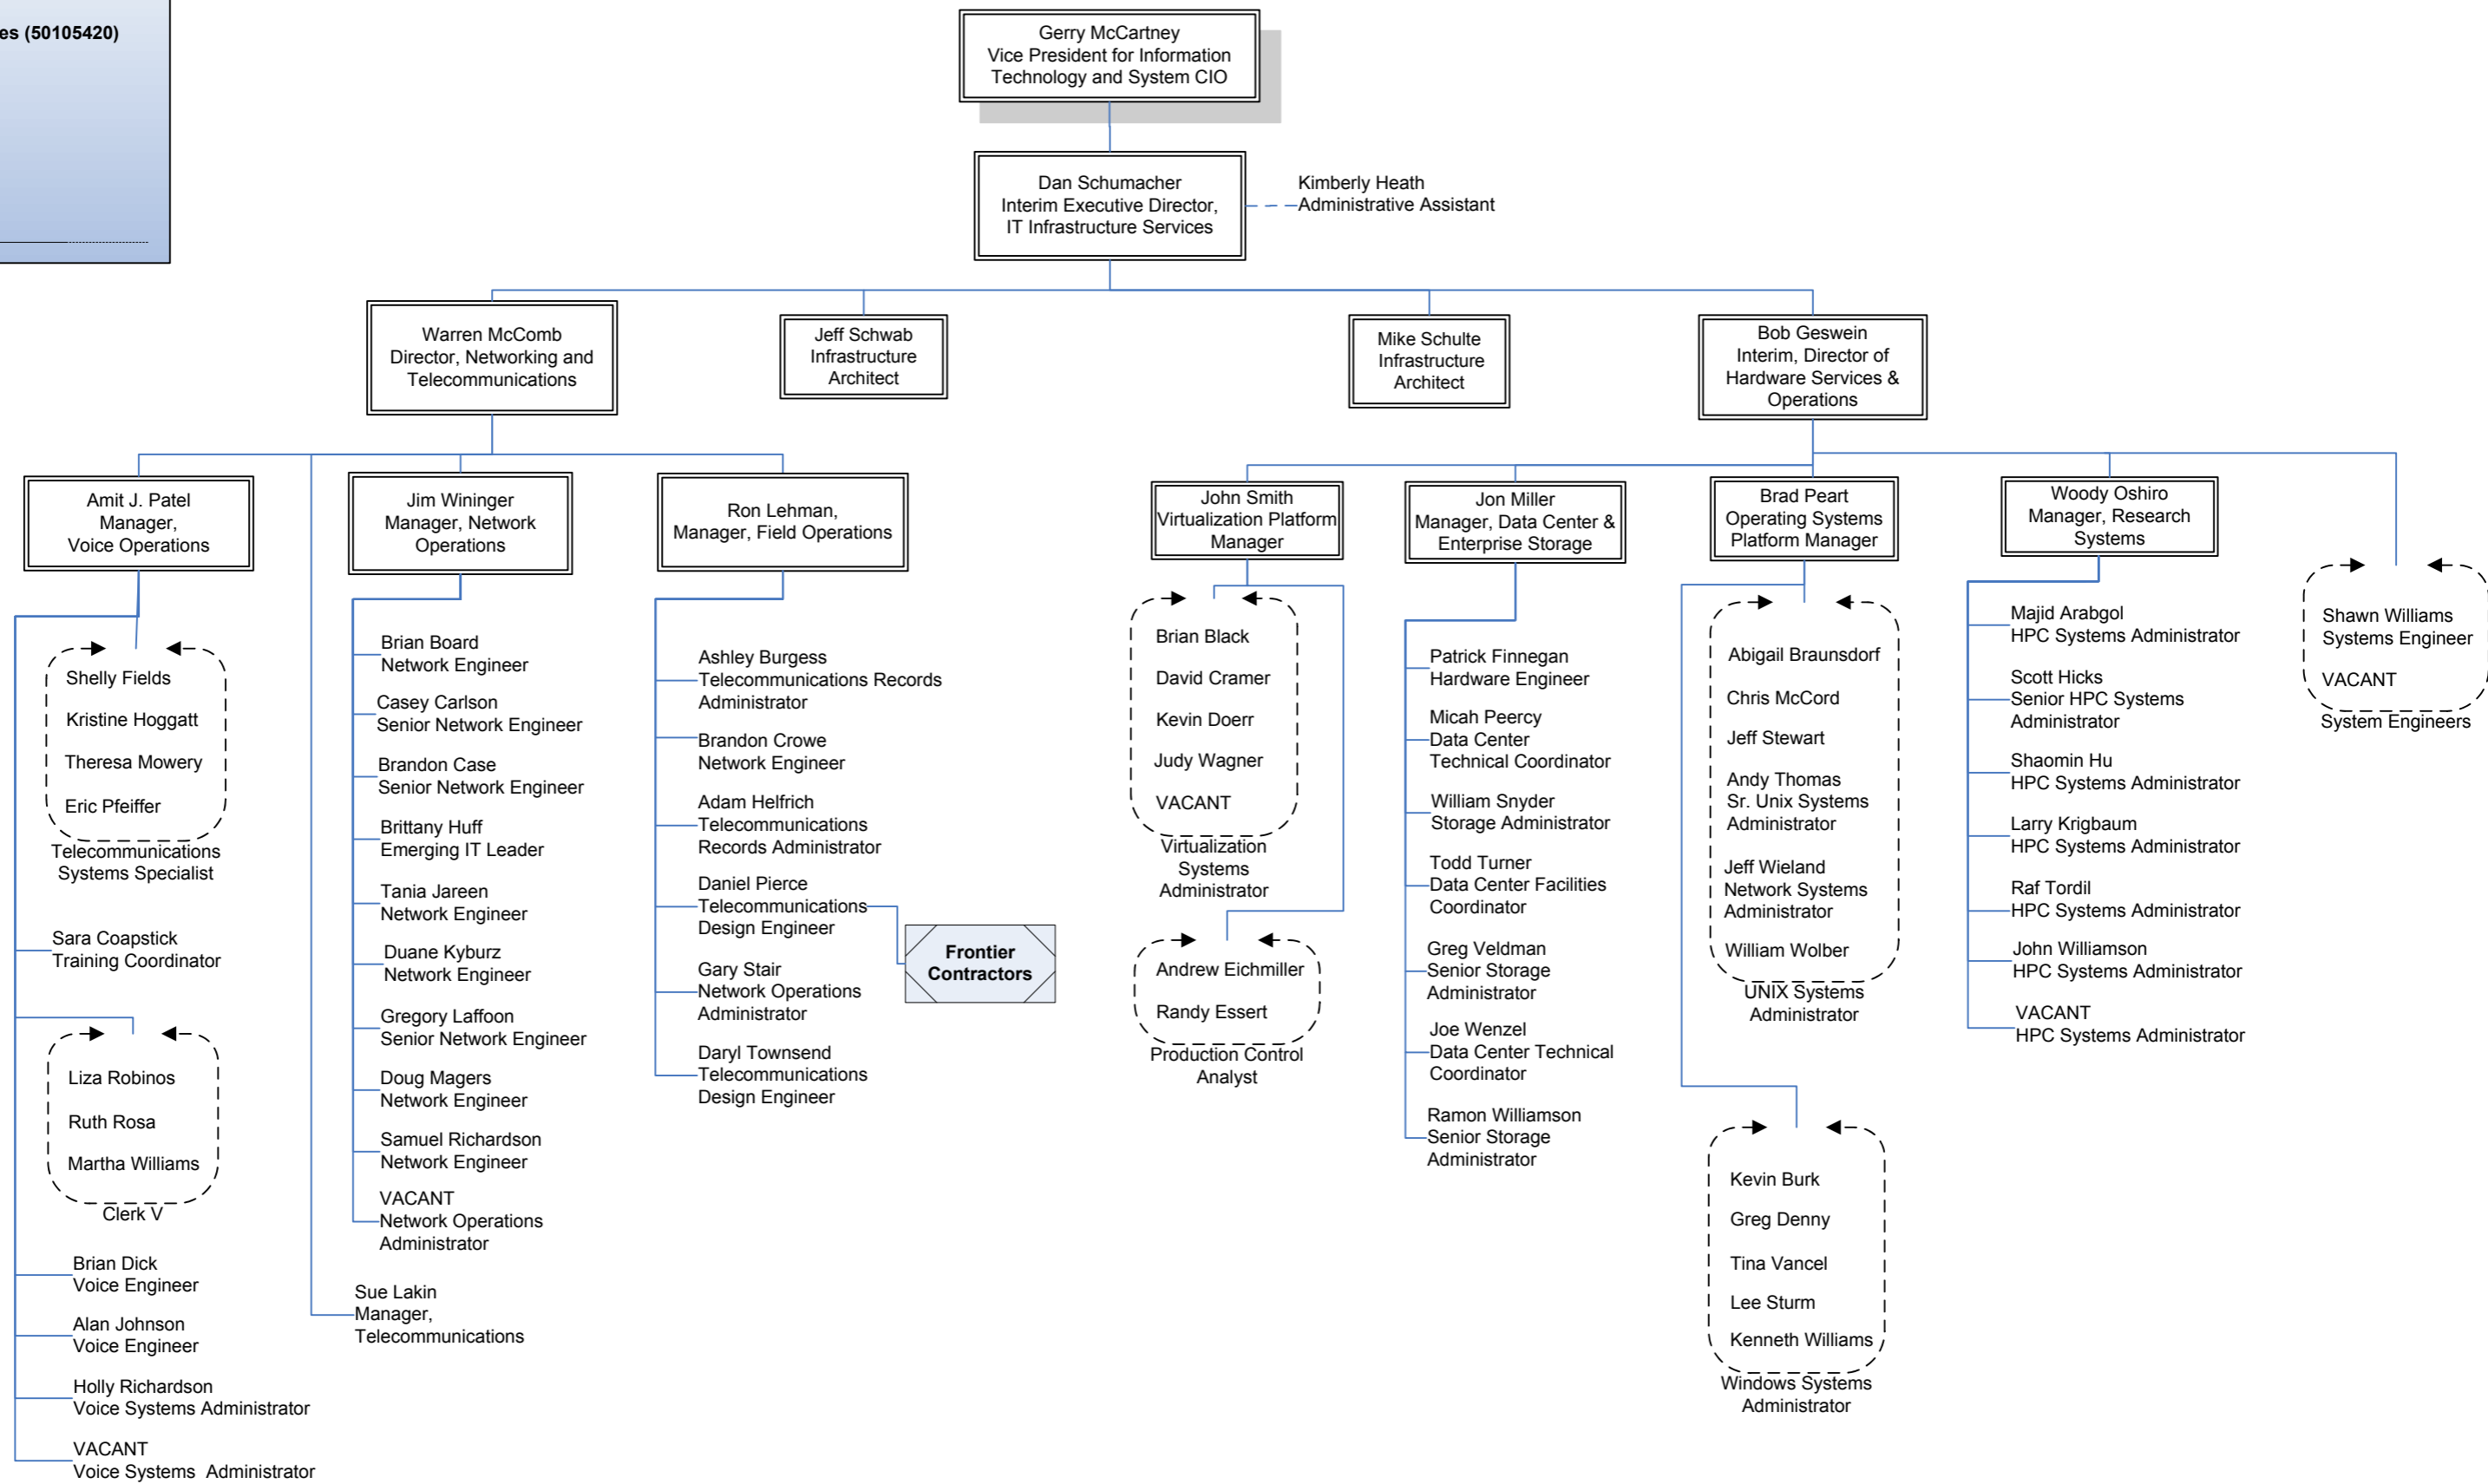 es (50105420)
Gerry McCartney
Vice President for Information
Technology and System CIO
Dan Schumacher
Interim Executive Director,
IT Infrastructure Services
Kimberly Heath
Administrative Assistant
Warren McComb
Director, Networking and
Telecommunications
Jeff Schwab
Infrastructure
Architect
Mike Schulte
Infrastructure
Architect
Bob Geswein
Interim, Director of
Hardware Services &
Operations
Amit J. Patel
Manager,
Voice Operations
Shelly Fields
Kristine Hoggatt
Theresa Mowery
Eric Pfeiffer
Telecommunications
Systems Specialist
Sara Coapstick
Training Coordinator
Liza Robinos
Ruth Rosa
Martha Williams
Clerk V
Brian Dick
Voice Engineer
Alan Johnson
Voice Engineer
Holly Richardson
Voice Systems Administrator
VACANT
Voice Systems Administrator
Jim Wininger
Manager, Network
Operations
Brian Board
Network Engineer
Casey Carlson
Senior Network Engineer
Brandon Case
Senior Network Engineer
Brittany Huff
Emerging IT Leader
Tania Jareen
Network Engineer
Duane Kyburz
Network Engineer
Gregory Laffoon
Senior Network Engineer
Doug Magers
Network Engineer
Samuel Richardson
Network Engineer
VACANT
Network Operations
Administrator
Sue Lakin
Manager,
Telecommunications
Ron Lehman,
Manager, Field Operations
Ashley Burgess
Telecommunications Records
Administrator
Brandon Crowe
Network Engineer
Adam Helfrich
Telecommunications
Records Administrator
Daniel Pierce
Telecommunications
Design Engineer
Gary Stair
Network Operations
Administrator
Daryl Townsend
Telecommunications
Design Engineer
Frontier
Contractors
John Smith
Virtualization Platform
Manager
Brian Black
David Cramer
Kevin Doerr
Judy Wagner
VACANT
Virtualization
Systems
Administrator
Andrew Eichmiller
Randy Essert
Production Control
Analyst
Jon Miller
Manager, Data Center &
Enterprise Storage
Patrick Finnegan
Hardware Engineer
Micah Peercy
Data Center
Technical Coordinator
William Snyder
Storage Administrator
Todd Turner
Data Center Facilities
Coordinator
Greg Veldman
Senior Storage
Administrator
Joe Wenzel
Data Center Technical
Coordinator
Ramon Williamson
Senior Storage
Administrator
Brad Peart
Operating Systems
Platform Manager
Abigail Braunsdorf
Chris McCord
Jeff Stewart
Andy Thomas
Sr. Unix Systems
Administrator
Jeff Wieland
Network Systems
Administrator
William Wolber
UNIX Systems
Administrator
Kevin Burk
Greg Denny
Tina Vancel
Lee Sturm
Kenneth Williams
Windows Systems
Administrator
Woody Oshiro
Manager, Research
Systems
Majid Arabgol
HPC Systems Administrator
Scott Hicks
Senior HPC Systems
Administrator
Shaomin Hu
HPC Systems Administrator
Larry Krigbaum
HPC Systems Administrator
Raf Tordil
HPC Systems Administrator
John Williamson
HPC Systems Administrator
VACANT
HPC Systems Administrator
Shawn Williams
Systems Engineer
VACANT
System Engineers